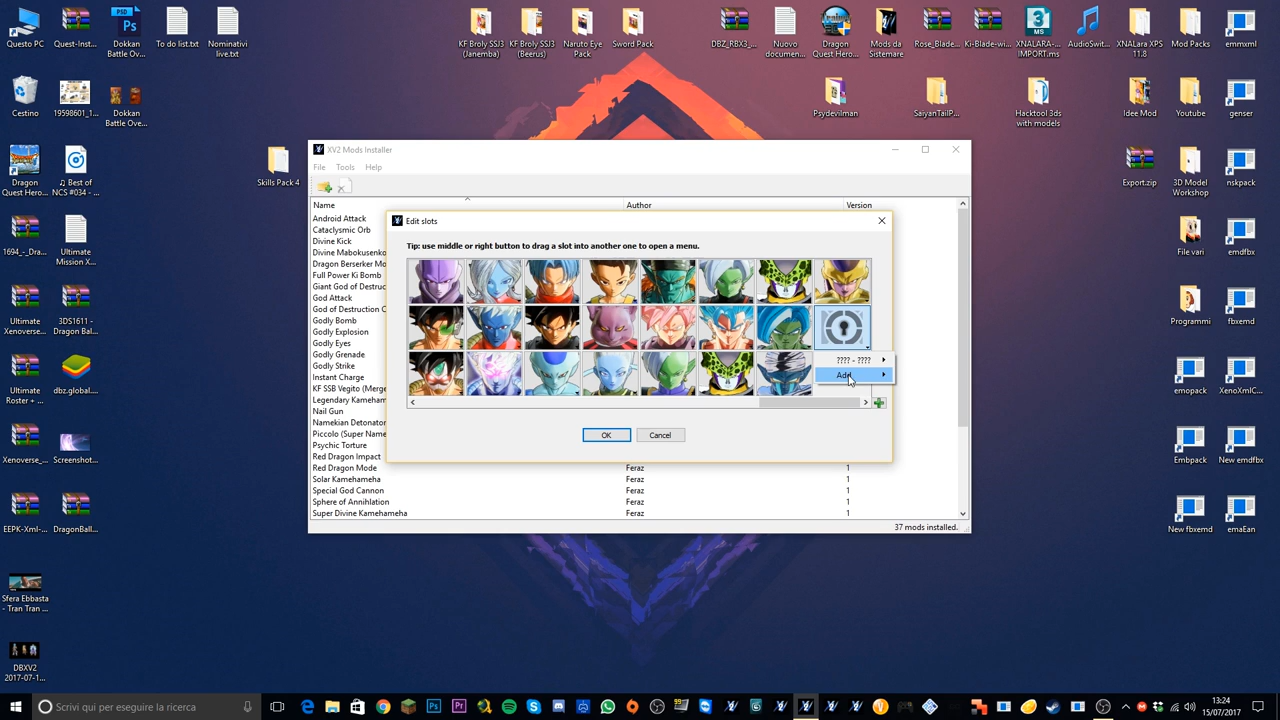 Questo PC
Quest-Inst...
Dokkan
Battle Ov...
To do list.txt
Nominativi
live.txt
KF Broly SSJ3
(Janemba)
KF Broly SSJ3
(Beerus)
Naruto Eye
Pack
Sword Pack
DBZ_RBX3_...
Nuovo
documen...
Dragon
Quest Hero...
Mods da
Sistemare
Rose_Blade...
Ki-Blade-wi...
XNALARA-
IMPORT.ms
AudioSwit...
XNALara XPS
11.8
Mod Packs
emmxml
Cestino
19598601_1...
Dokkan
Battle Ove...
Psydevilman
SaiyanTailP...
Hacktool 3ds
with models
Idee Mod
Youtube
genser
Dragon
Quest Hero...
♫ Best of
NCS #034 - ...
Skills Pack 4
Export.zip
3D Model
Workshop
nskpack
1694_-_Dra...
Ultimate
Mission X...
File vari
emdfbx
Ultimate
Xenoverse...
3DS1611 -
Dragon Bal...
Programmi
fbxemd
Ultimate
Roster + ...
dbz.global....
emopack
XenoXmlC...
Xenoverse_...
Screenshot...
Embpack
New emdfbx
EEPK-Xml-...
DragonBall...
New fbxemd
emaEan
Sfera Ebbasta
- Tran Tran ...
DBXV2
2017-07-1...
XV2 Mods Installer
File Tools Help
Name Author Version
Android Attack
Cataclysmic Orb
Divine Kick
Divine Mabokusenko
Dragon Berserker Mo
Full Power Ki Bomb
Giant God of Destruc
God Attack
God of Destruction C
Godly Bomb
Godly Explosion
Godly Eyes
Godly Grenade
Godly Strike
Instant Charge
KF SSB Vegito (Merge
Legendary Kamehame
Nail Gun
Namekian Detonator
Piccolo (Super Name
Psychic Torture
Red Dragon Impact
Red Dragon Mode Feraz 1
Solar Kamehameha Feraz 1
Special God Cannon Feraz 1
Sphere of Annihlation Feraz 1
Super Divine Kamehameha Feraz 1
37 mods installed.
Edit slots
Tip: use middle or right button to drag a slot into another one to open a menu.
???? - ????
Add
OK Cancel
Scrivi qui per eseguire la ricerca
13:24
15/07/2017